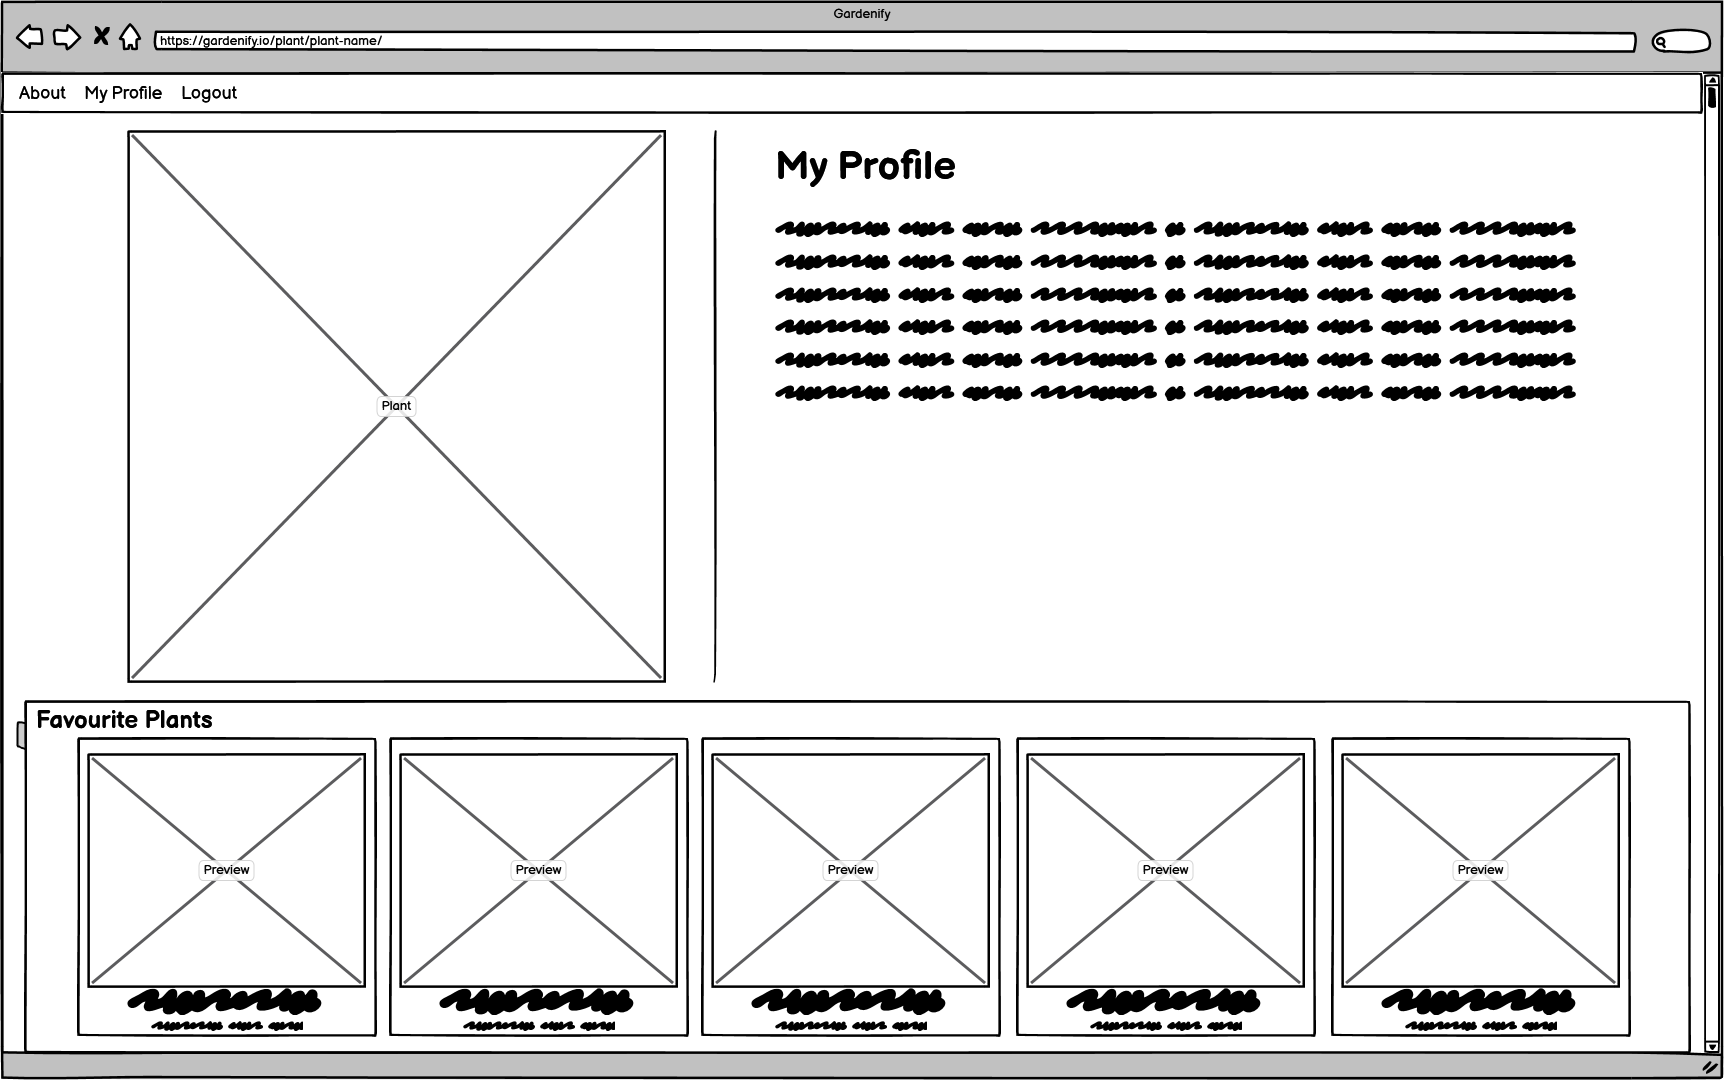 Gardenify
https://gardenify.io/plant/plant-name/
About My Profile Logout
My Profile
Plant
Favourite Plants
Preview Preview Preview Preview Preview